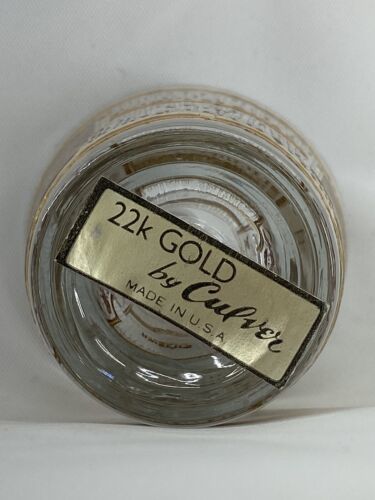 22k GOLD
by Culver
MADE IN U.S.A